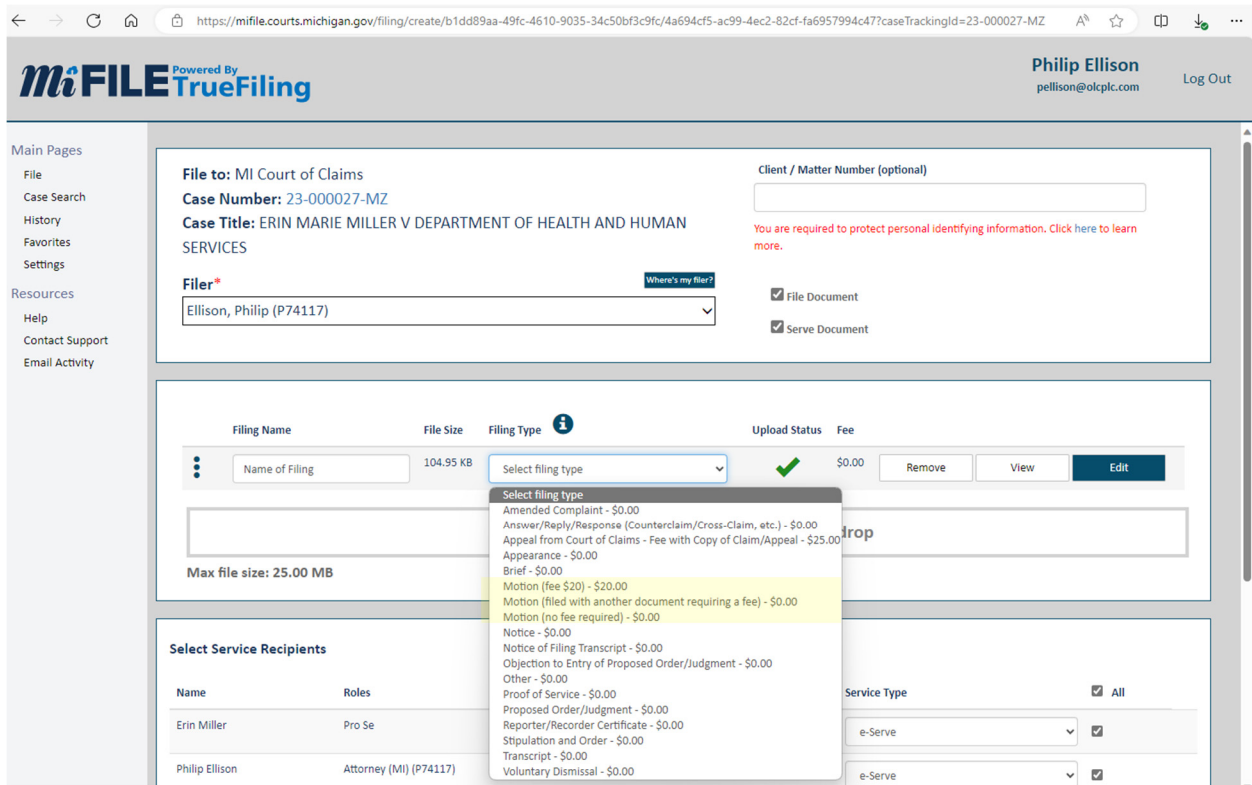 https://mifile.courts.michigan.gov/filing/create/b1dd89aa-49fc-4610-9035-34c50bf3c9fc/4a694cf5-ac99-4ec2-82cf-fa6957994c47?caseTrackingId=23-000027-MZ
MiFILE Powered By TrueFiling
Philip Ellison
pellison@olcplc.com
Log Out
Main Pages
File
Case Search
History
Favorites
Settings
Resources
Help
Contact Support
Email Activity
File to: MI Court of Claims
Case Number: 23-000027-MZ
Case Title: ERIN MARIE MILLER V DEPARTMENT OF HEALTH AND HUMAN
SERVICES
Filer*
Where's my filer?
Ellison, Philip (P74117)
Client / Matter Number (optional)
You are required to protect personal identifying information. Click here to learn
more.
File Document
Serve Document
Filing Name File Size Filing Type Upload Status Fee
Name of Filing 104.95 KB Select filing type $0.00 Remove View Edit
Select filing type
Amended Complaint - $0.00
Answer/Reply/Response (Counterclaim/Cross-Claim, etc.) - $0.00
Appeal from Court of Claims - Fee with Copy of Claim/Appeal - $25.00
Appearance - $0.00
Brief - $0.00
Motion (fee $20) - $20.00
Motion (filed with another document requiring a fee) - $0.00
Motion (no fee required) - $0.00
Notice - $0.00
Notice of Filing Transcript - $0.00
Objection to Entry of Proposed Order/Judgment - $0.00
Other - $0.00
Proof of Service - $0.00
Proposed Order/Judgment - $0.00
Reporter/Recorder Certificate - $0.00
Stipulation and Order - $0.00
Transcript - $0.00
Voluntary Dismissal - $0.00
drop
Max file size: 25.00 MB
Select Service Recipients
Name Roles Service Type All
Erin Miller Pro Se e-Serve
Philip Ellison Attorney (MI) (P74117) e-Serve